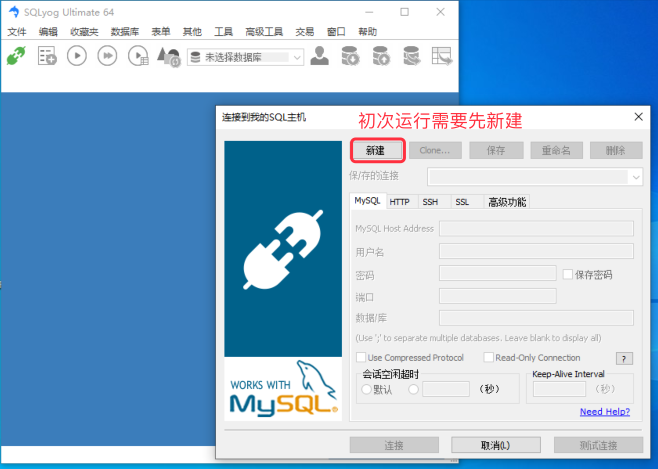 SQLyog Ultimate 64
文件 编辑 收藏夹 数据库 表单 其他 工具 高级工具 交易 窗口 帮助
未选择数据库
连接到我的SQL主机
初次运行需要先新建
新建 Clone... 保存 重命名 删除
保/存的连接
MySQL HTTP SSH SSL 高级功能
MySQL Host Address
用户名
密码 保存密码
端口
数据/库
(Use ';' to separate multiple databases. Leave blank to display all)
Use Compressed Protocol Read-Only Connection ?
会话空闲超时 Keep-Alive Interval
默认 (秒) (秒)
Need Help?
WORKS WITH
MySQL®
连接 取消(L) 测试连接